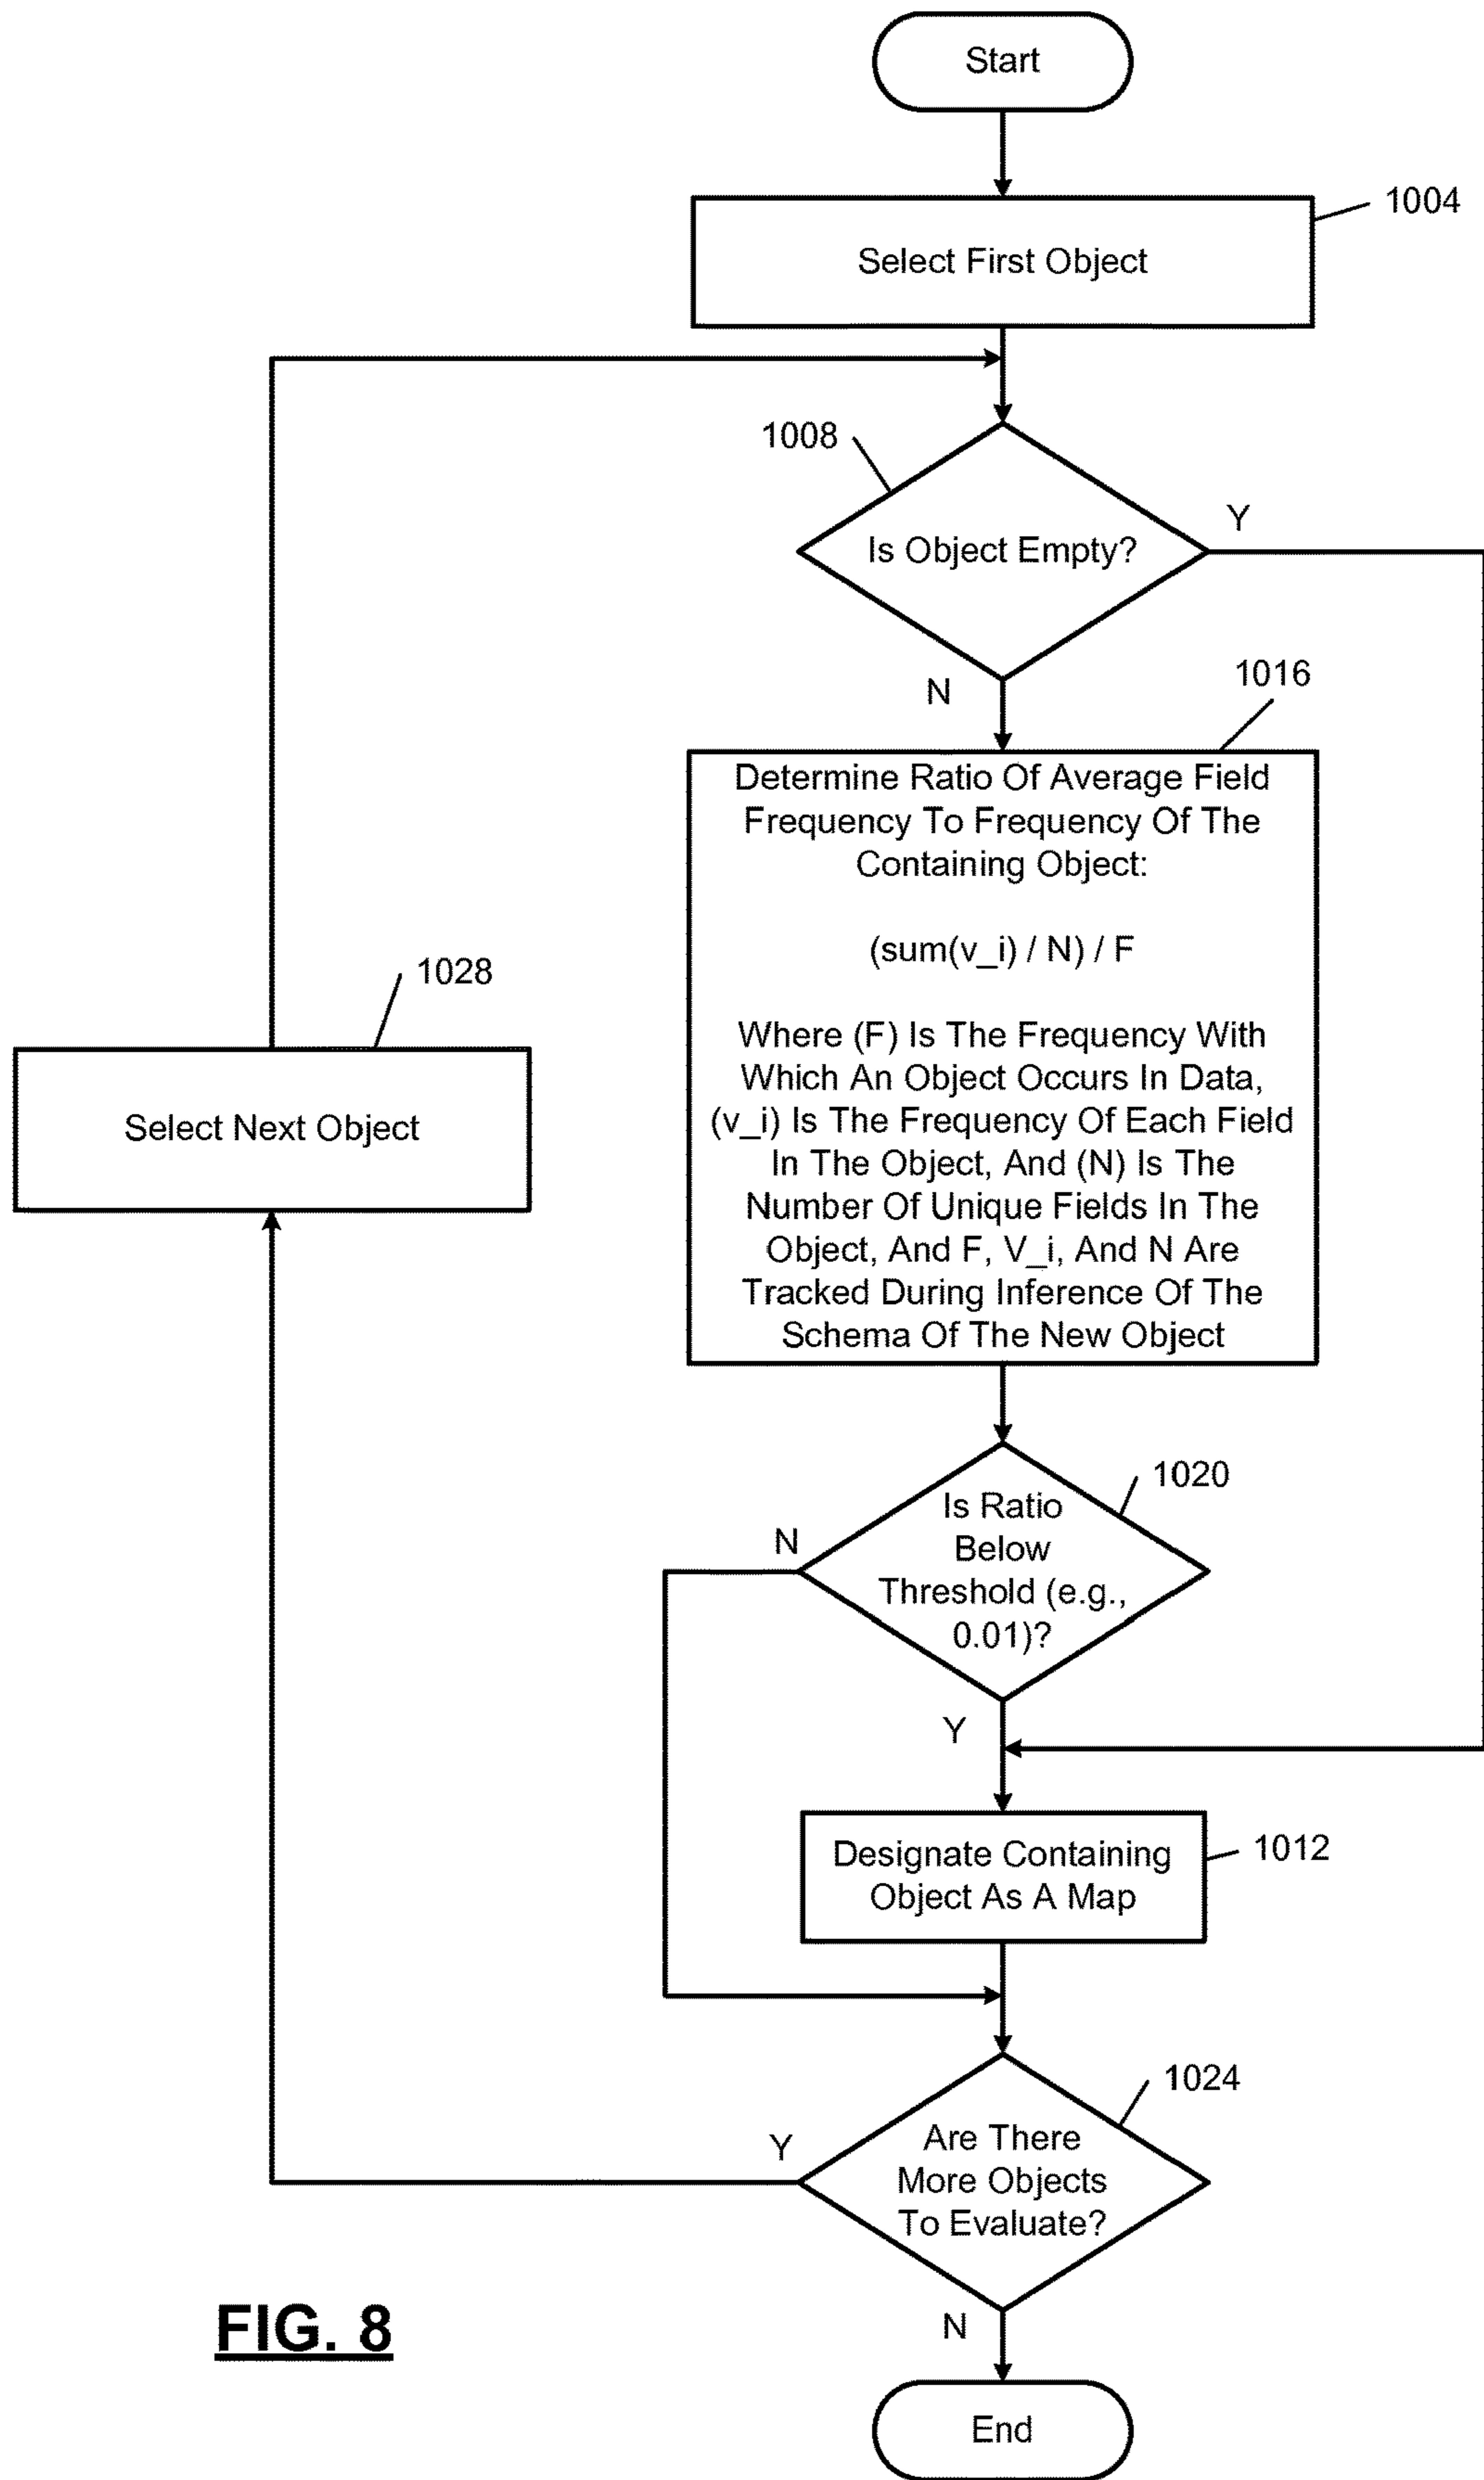 Start
1004
Select First Object
1008
Is Object Empty?
Y
N
1016
Determine Ratio Of Average Field
Frequency To Frequency Of The
Containing Object:
(sum(v_i) / N) / F
Where (F) Is The Frequency With
Which An Object Occurs In Data,
(v_i) Is The Frequency Of Each Field
In The Object, And (N) Is The
Number Of Unique Fields In The
Object, And F, V_i, And N Are
Tracked During Inference Of The
Schema Of The New Object
1028
Select Next Object
1020
Is Ratio
Below
Threshold (e.g.,
0.01)?
N
Y
Designate Containing
Object As A Map
1012
1024
Are There
More Objects
To Evaluate?
Y
N
End
FIG. 8